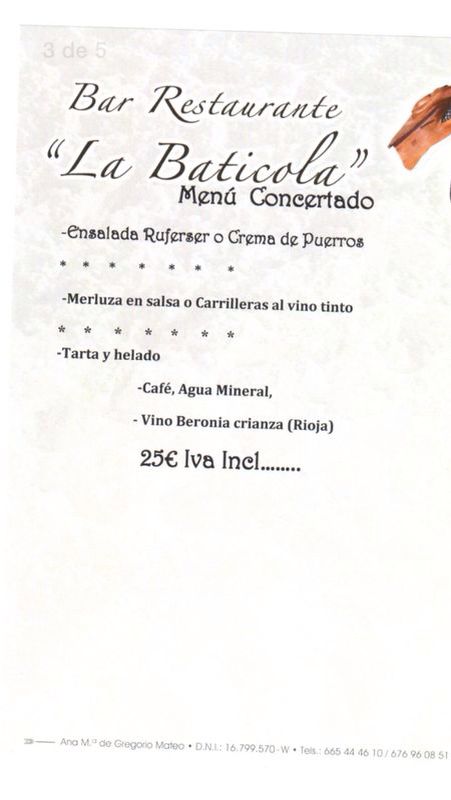 3 de 5
Bar Restaurante
“La Baticola”
Menú Concertado
-Ensalada Ruferser o Crema de Puerros
* * * * * * *
-Merluza en salsa o Carrilleras al vino tinto
* * * * * * *
-Tarta y helado
-Café, Agua Mineral,
- Vino Beronia crianza (Rioja)
25€ Iva Incl........
Ana M.ª de Gregorio Mateo • D.N.I.: 16.799.570-W • Tels.: 665 44 46 10 / 676 96 08 51